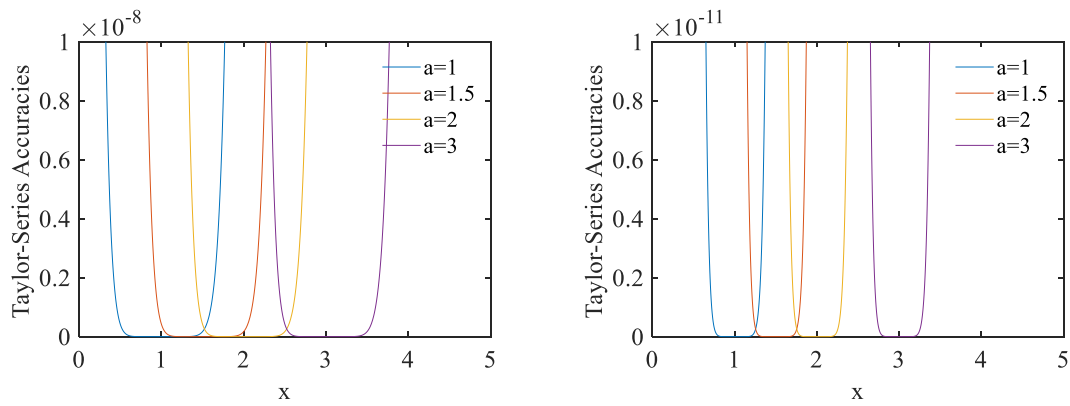 ×10-8
1
0.8
0.6
0.4
0.2
0
Taylor-Series Accuracies
0 1 2 3 4 5
x
a=1
a=1.5
a=2
a=3
×10-11
1
0.8
0.6
0.4
0.2
0
Taylor-Series Accuracies
0 1 2 3 4 5
x
a=1
a=1.5
a=2
a=3